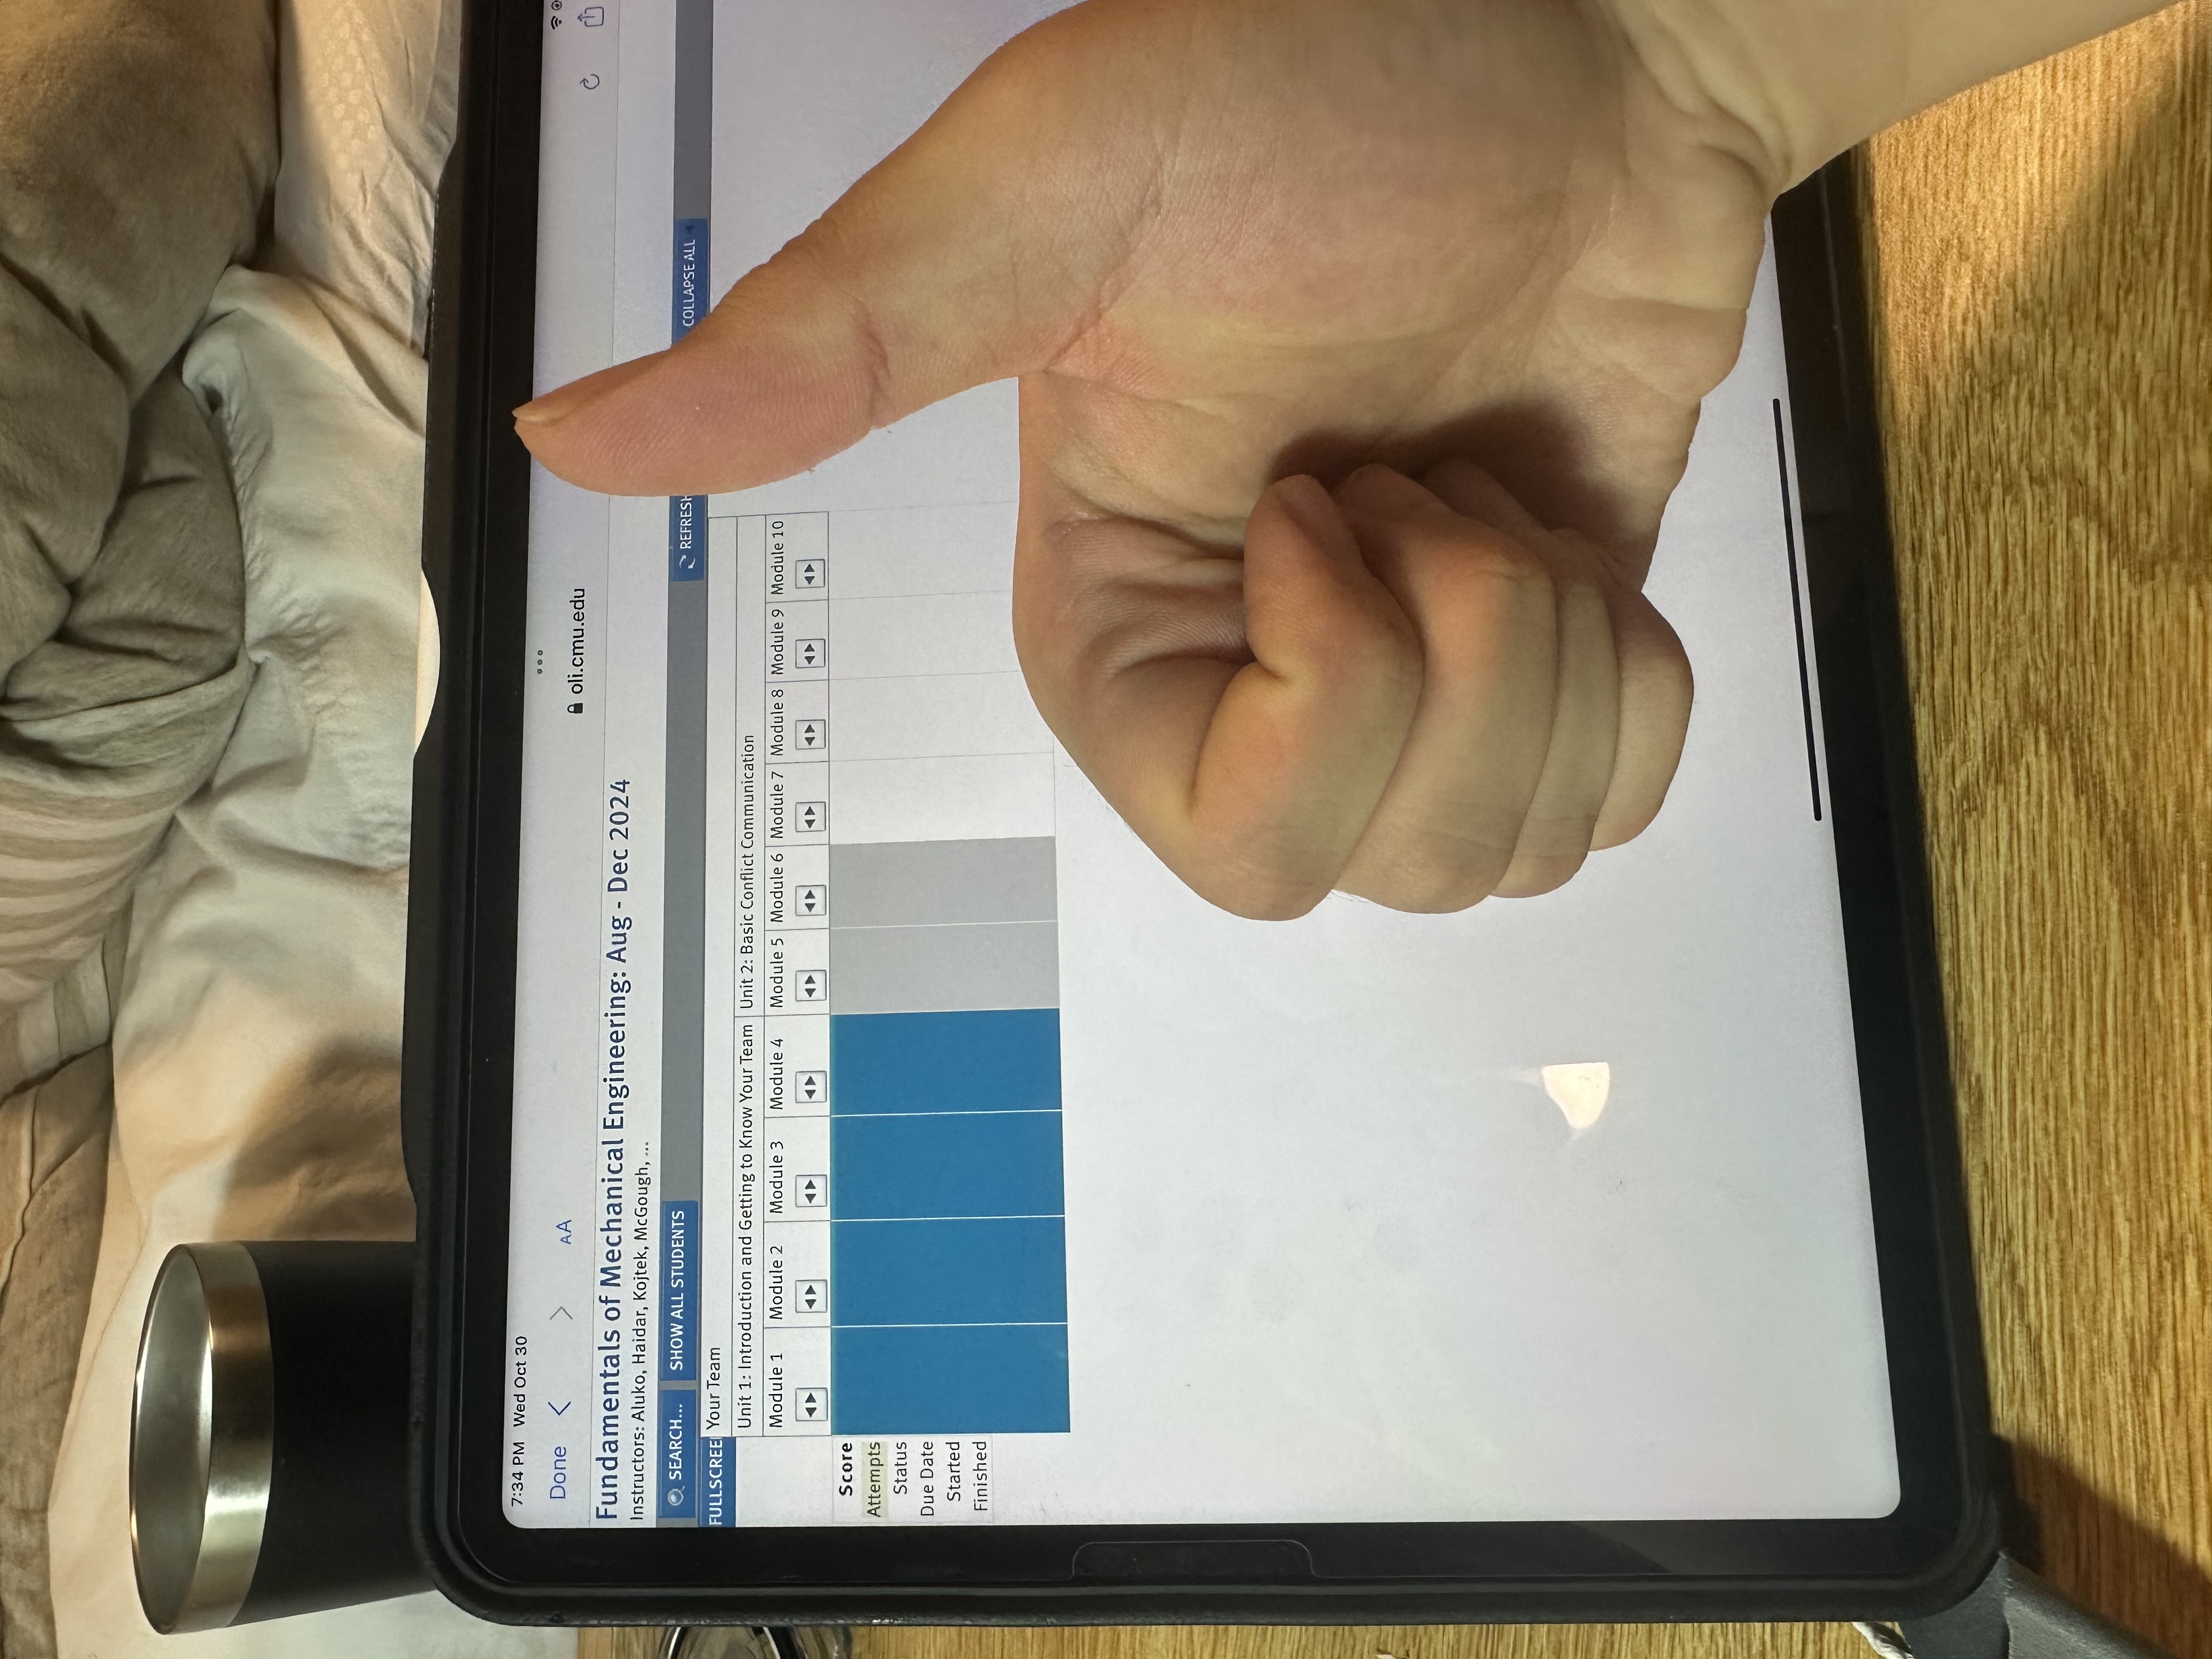 7:34 PM Wed Oct 30
Done
AA
oli.cmu.edu
Fundamentals of Mechanical Engineering: Aug - Dec 2024
Instructors: Aluko, Haidar, Kojtek, McGough, ...
SEARCH... SHOW ALL STUDENTS REFRESH COLLAPSE ALL
FULLSCREE Your Team
Unit 1: Introduction and Getting to Know Your Team Unit 2: Basic Conflict Communication
Module 1 Module 2 Module 3 Module 4 Module 5 Module 6 Module 7 Module 8 Module 9 Module 10
Score
Attempts
Status
Due Date
Started
Finished